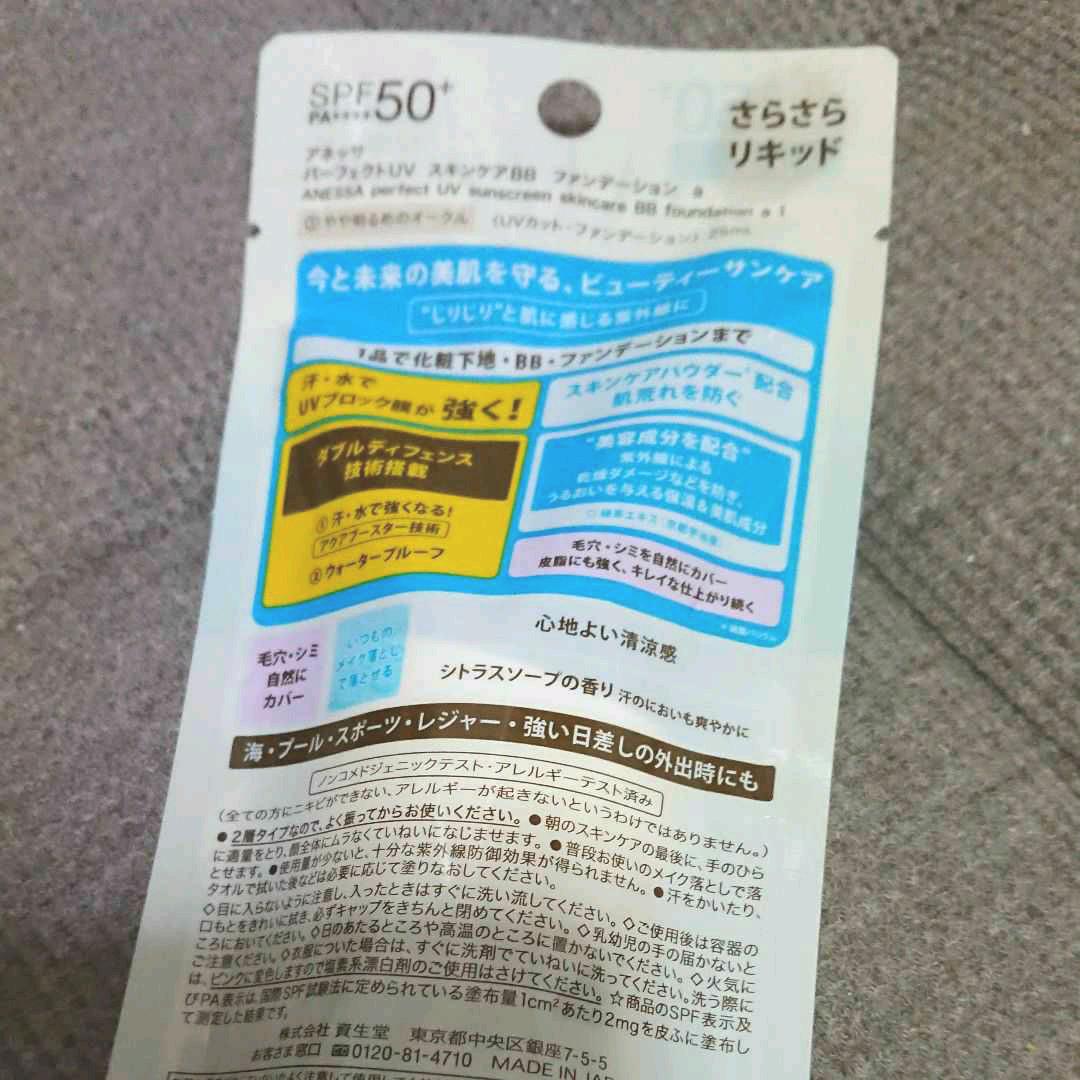 SPF50+
PA++++
さらさら
リキッド
アネッサ
パーフェクトUV スキンケアBB ファンデーション a
ANESSA perfect UV sunscreen skincare BB foundation a 1
① やや明るめのオークル
〈UVカット・ファンデーション〉 25mL
今と未来の美肌を守る、ビューティーサンケア
"じりじり"と肌に感じる紫外線に
1品で化粧下地・BB・ファンデーションまで
汗・水で
UVブロック膜が 強く!
ダブルディフェンス
技術搭載
①汗・水で強くなる!
アクアブースター技術
②ウォータープルーフ
スキンケアパウダー*配合
肌荒れを防ぐ
"美容成分を配合"
紫外線による
乾燥ダメージなどを防ぎ、
うるおいを与える保湿&美肌成分
毛穴・シミを自然にカバー
皮脂にも強く、キレイな仕上がり続く
毛穴・シミ
自然に
カバー
いつもの
メイク落とし
で落とせる
心地よい清涼感
シトラスソープの香り 汗のにおいも爽やかに
海・プール・スポーツ・レジャー・強い日差しの外出時にも
ノンコメドジェニックテスト・アレルギーテスト済み
(全ての方にニキビができない、アレルギーが起きないというわけではありません。)
●2層タイプなので、よく振ってからお使いください。●朝のスキンケアの最後に、手のひら
に適量をとり、顔全体にムラなくていねいになじませます。●普段お使いのメイク落としで落
とせます。●使用量が少ないと、十分な紫外線防御効果が得られません。●汗をかいたり、
タオルで拭いた後などは必要に応じて塗りなおしてください。
◇目に入らないように注意し、入ったときはすぐに洗い流してください。◇ご使用後は容器の
口もとをきれいに拭き、必ずキャップをきちんと閉めてください。◇乳幼児の手の届かないと
ころにおいてください。◇日のあたるところや高温のところに置かないでください。◇火気に
ご注意ください。◇衣服についた場合は、すぐに洗剤でていねいに洗ってください。洗う際に
は、ピンクに変色しますので塩素系漂白剤のご使用はさけてください。☆商品のSPF表示及
びPA表示は、国際SPF試験法に定められている塗布量1cm²あたり2mgを皮ふに塗布し
て測定した結果です。
株式会社 資生堂 東京都中央区銀座7-5-5
お客さま窓口 0120-81-4710 MADE IN JAP